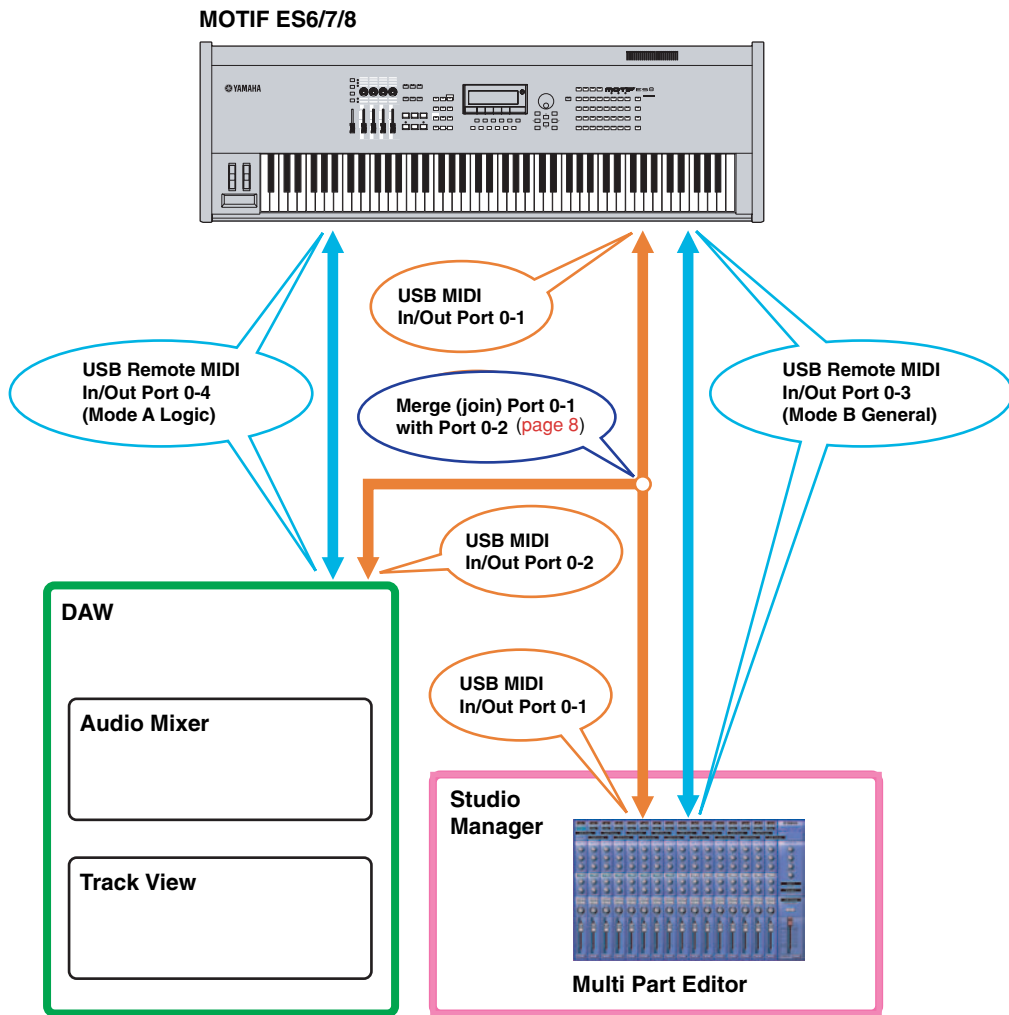 MOTIF ES6/7/8
YAMAHA
MOTIF ES8
USB MIDI
In/Out Port 0-1
USB Remote MIDI
In/Out Port 0-4
(Mode A Logic)
USB Remote MIDI
In/Out Port 0-3
(Mode B General)
Merge (join) Port 0-1
with Port 0-2 (page 8)
USB MIDI
In/Out Port 0-2
DAW
USB MIDI
In/Out Port 0-1
Audio Mixer
Studio
Manager
Track View
Multi Part Editor